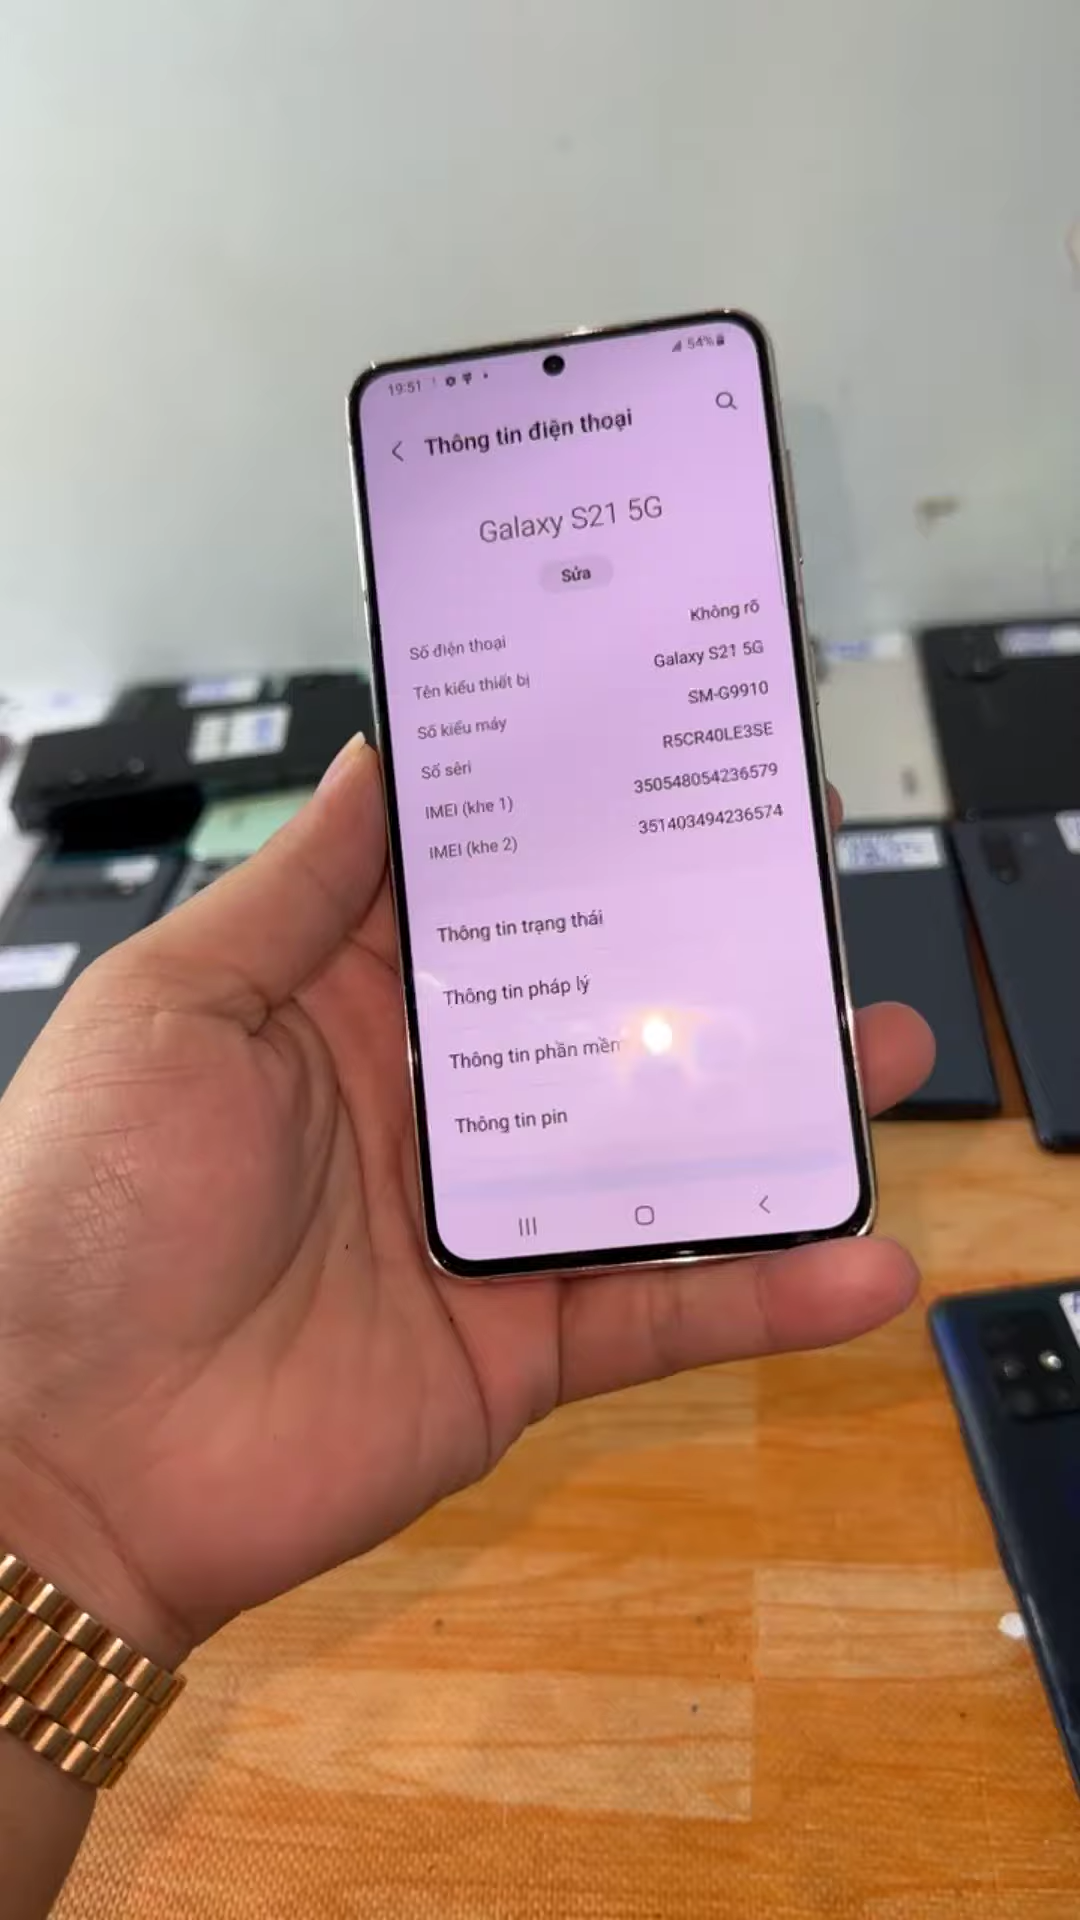 19:51
54%
Thông tin điện thoại
Galaxy S21 5G
Sửa
Số điện thoại Không rõ
Tên kiểu thiết bị Galaxy S21 5G
Số kiểu máy SM-G9910
Số sêri R5CR40LE3SE
IMEI (khe 1) 350548054236579
IMEI (khe 2) 351403494236574
Thông tin trạng thái
Thông tin pháp lý
Thông tin phần mềm
Thông tin pin